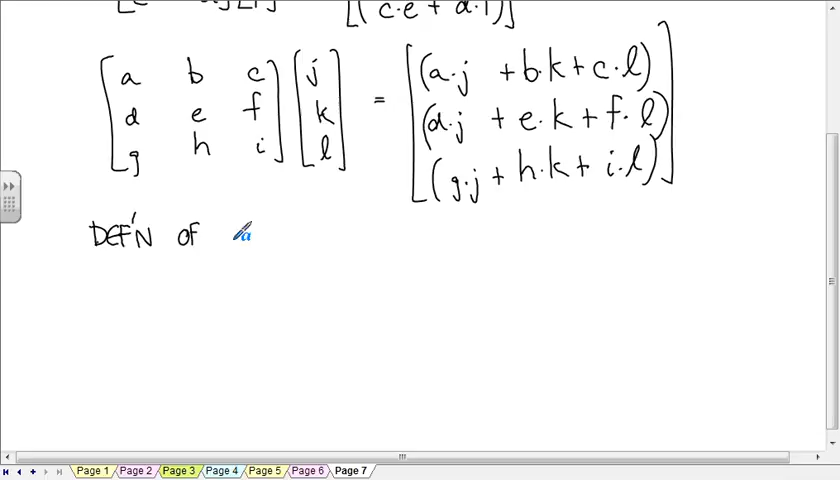 (c·e + d·f)
[a b c] [j] = [(a·j + b·k + c·l)]
[d e f] [k] [(d·j + e·k + f·l)]
[g h i] [l] [(g·j + h·k + i·l)]
DEF'N OF
Page 1 Page 2 Page 3 Page 4 Page 5 Page 6 Page 7